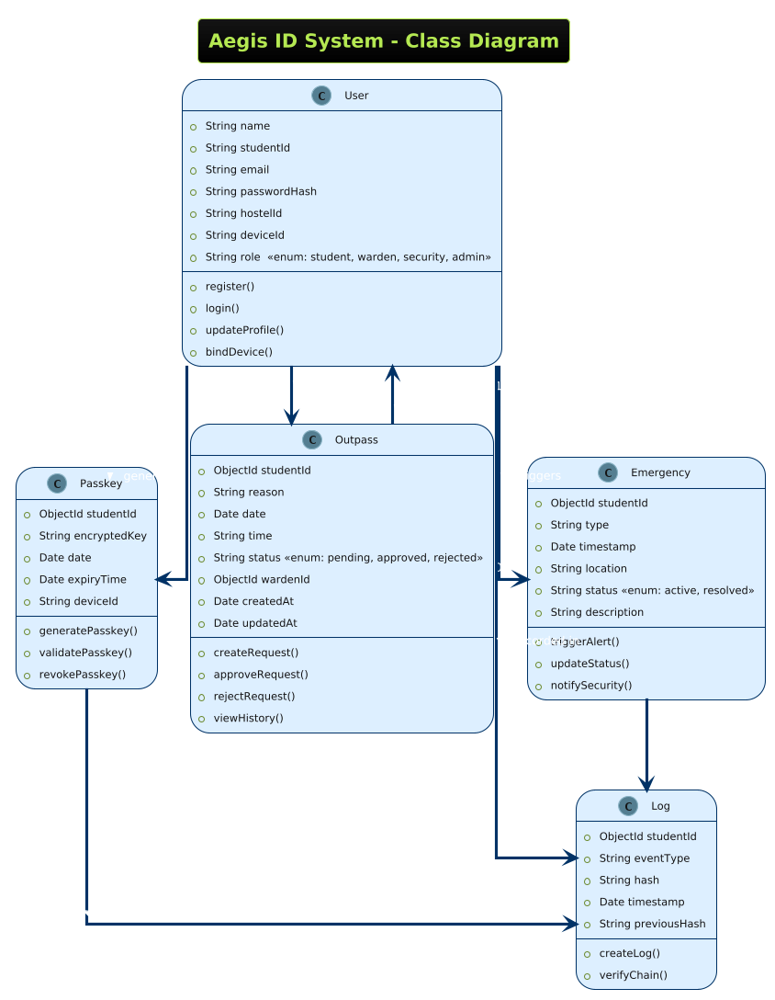 Aegis ID System - Class Diagram
C User
String name
String studentId
String email
String passwordHash
String hostelId
String deviceId
String role «enum: student, warden, security, admin»
register()
login()
updateProfile()
bindDevice()
C Outpass
ObjectId studentId
String reason
Date date
String time
String status «enum: pending, approved, rejected»
ObjectId wardenId
Date createdAt
Date updatedAt
createRequest()
approveRequest()
rejectRequest()
viewHistory()
C Passkey
ObjectId studentId
String encryptedKey
Date date
Date expiryTime
String deviceId
generatePasskey()
validatePasskey()
revokePasskey()
C Emergency
ObjectId studentId
String type
Date timestamp
String location
String status «enum: active, resolved»
String description
updateStatus()
notifySecurity()
C Log
ObjectId studentId
String eventType
String hash
Date timestamp
String previousHash
createLog()
verifyChain()